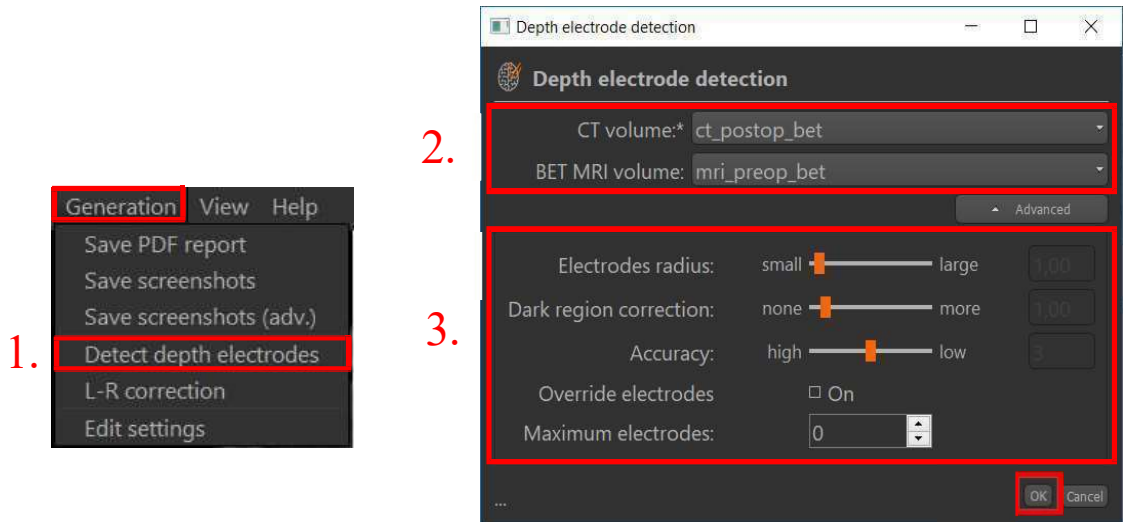 Depth electrode detection
Depth electrode detection
2.
CT volume:* ct_postop_bet
BET MRI volume: mri_preop_bet
Advanced
1.
Generation View Help
Save PDF report
Save screenshots
Save screenshots (adv.)
Detect depth electrodes
L-R correction
Edit settings
3.
Electrodes radius: small large 1,00
Dark region correction: none more 1,00
Accuracy: high low 3
Override electrodes On
Maximum electrodes: 0
...
OK Cancel